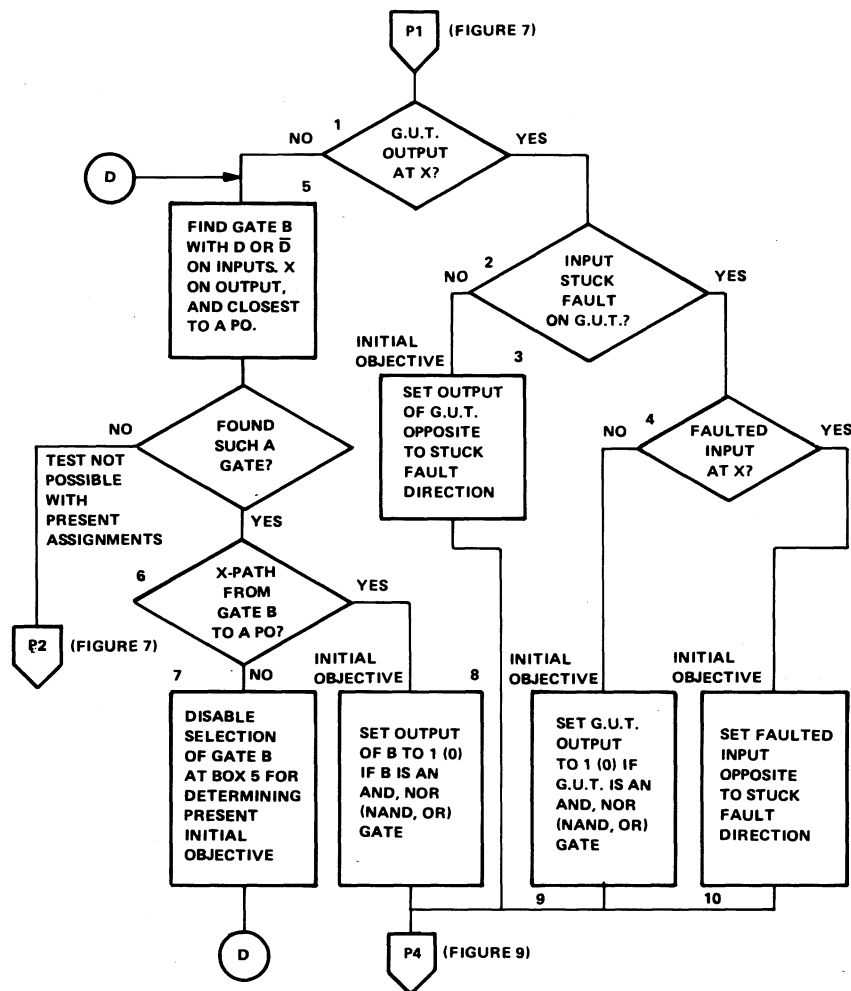 P1 (FIGURE 7)
1
G.U.T.
OUTPUT
AT X?
NO
YES
D
5
FIND GATE B
WITH D OR D̅
ON INPUTS. X
ON OUTPUT,
AND CLOSEST
TO A PO.
2
INPUT
STUCK
FAULT
ON G.U.T.?
NO
YES
INITIAL
OBJECTIVE
3
SET OUTPUT
OF G.U.T.
OPPOSITE
TO STUCK
FAULT
DIRECTION
4
FAULTED
INPUT
AT X?
NO
YES
FOUND
SUCH A
GATE?
NO
TEST NOT
POSSIBLE
WITH
PRESENT
ASSIGNMENTS
YES
6
X-PATH
FROM
GATE B
TO A PO?
YES
NO
P2 (FIGURE 7)
7
DISABLE
SELECTION
OF GATE B
AT BOX 5 FOR
DETERMINING
PRESENT
INITIAL
OBJECTIVE
INITIAL
OBJECTIVE
8
SET OUTPUT
OF B TO 1 (0)
IF B IS AN
AND, NOR
(NAND, OR)
GATE
INITIAL
OBJECTIVE
SET G.U.T.
OUTPUT
TO 1 (0) IF
G.U.T. IS AN
AND, NOR
(NAND, OR)
GATE
9
INITIAL
OBJECTIVE
SET FAULTED
INPUT
OPPOSITE
TO STUCK
FAULT
DIRECTION
10
D
P4 (FIGURE 9)